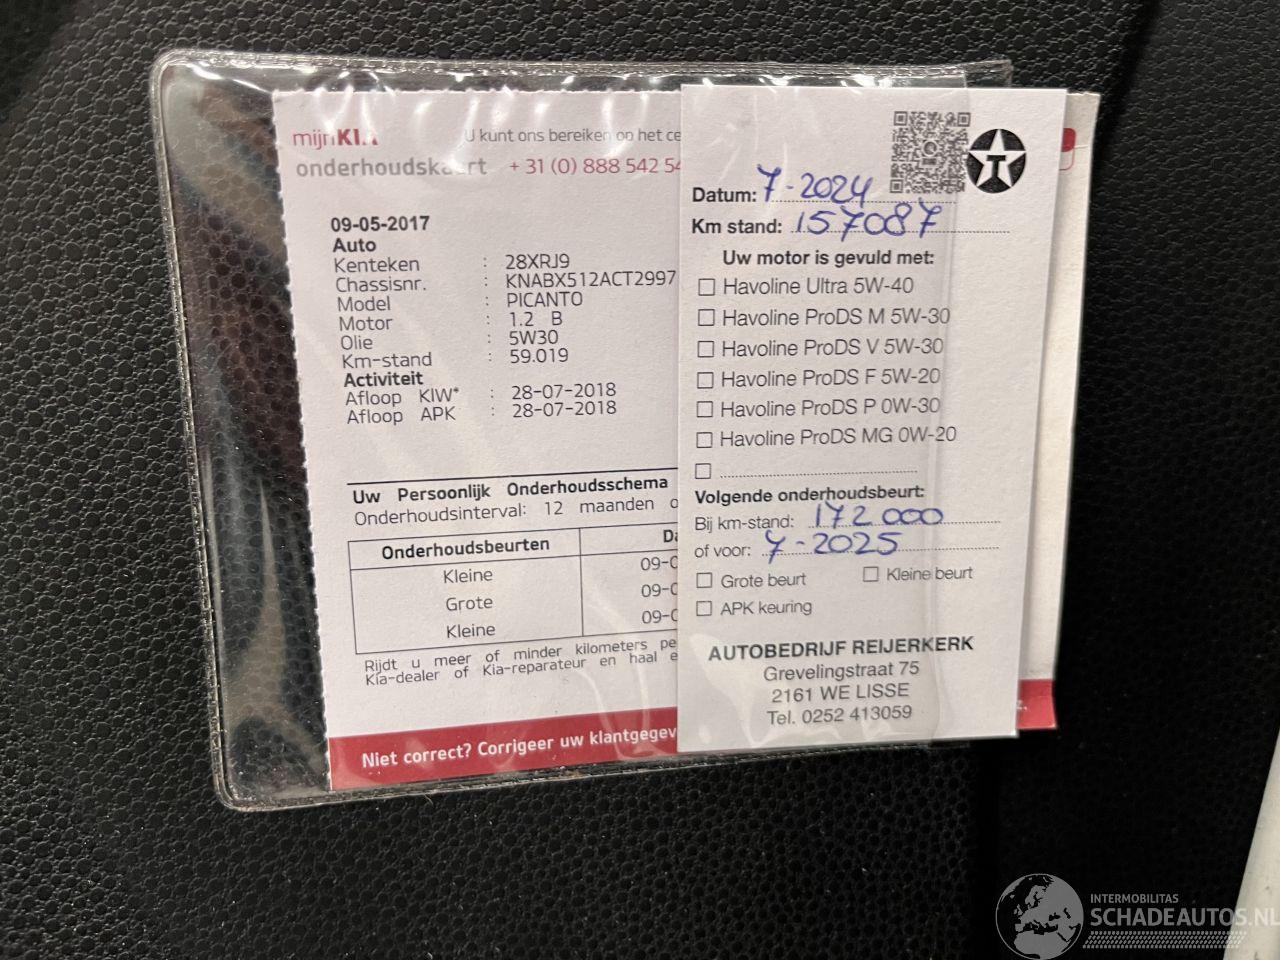 mijnKIA
onderhoudskaart
U kunt ons bereiken op het ce
+ 31 (0) 888 542 54
09-05-2017
Auto
Kenteken : 28XRJ9
Chassisnr. : KNABX512ACT2997
Model : PICANTO
Motor : 1.2 B
Olie : 5W30
Km-stand : 59.019
Activiteit
Afloop KIW* : 28-07-2018
Afloop APK : 28-07-2018
Uw Persoonlijk Onderhoudsschema
Onderhoudsinterval: 12 maanden o
Onderhoudsbeurten Da
Kleine 09-0
Grote 09-0
Kleine 09-0
Rijdt u meer of minder kilometers pe
Kia-dealer of Kia-reparateur en haal e
Niet correct? Corrigeer uw klantgegev
Datum: 7-2024
Km stand: 157087
Uw motor is gevuld met:
Havoline Ultra 5W-40
Havoline ProDS M 5W-30
Havoline ProDS V 5W-30
Havoline ProDS F 5W-20
Havoline ProDS P 0W-30
Havoline ProDS MG 0W-20
Volgende onderhoudsbeurt:
Bij km-stand: 172000
of voor: 7-2025
Grote beurt Kleine beurt
APK keuring
AUTOBEDRIJF REIJERKERK
Grevelingstraat 75
2161 WE LISSE
Tel. 0252 413059
INTERMOBILITAS
SCHADEAUTOS.NL